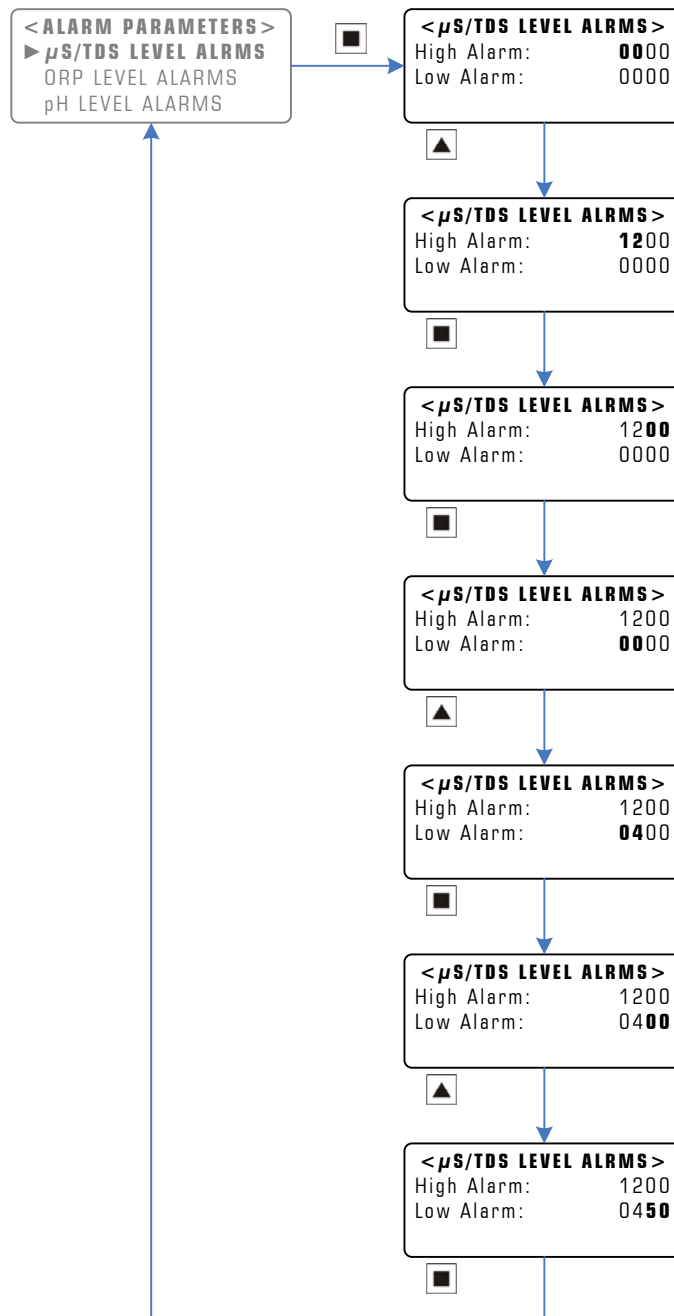 <ALARM PARAMETERS>
►µS/TDS LEVEL ALRMS
ORP LEVEL ALARMS
pH LEVEL ALARMS
<µS/TDS LEVEL ALRMS>
High Alarm: 0000
Low Alarm: 0000
<µS/TDS LEVEL ALRMS>
High Alarm: 1200
Low Alarm: 0000
<µS/TDS LEVEL ALRMS>
High Alarm: 1200
Low Alarm: 0000
<µS/TDS LEVEL ALRMS>
High Alarm: 1200
Low Alarm: 0000
<µS/TDS LEVEL ALRMS>
High Alarm: 1200
Low Alarm: 0400
<µS/TDS LEVEL ALRMS>
High Alarm: 1200
Low Alarm: 0400
<µS/TDS LEVEL ALRMS>
High Alarm: 1200
Low Alarm: 0450